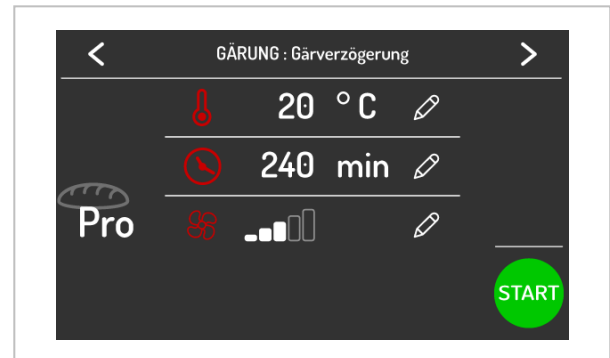 GÄRUNG : Gärverzögerung
20 °C
240 min
Pro
START